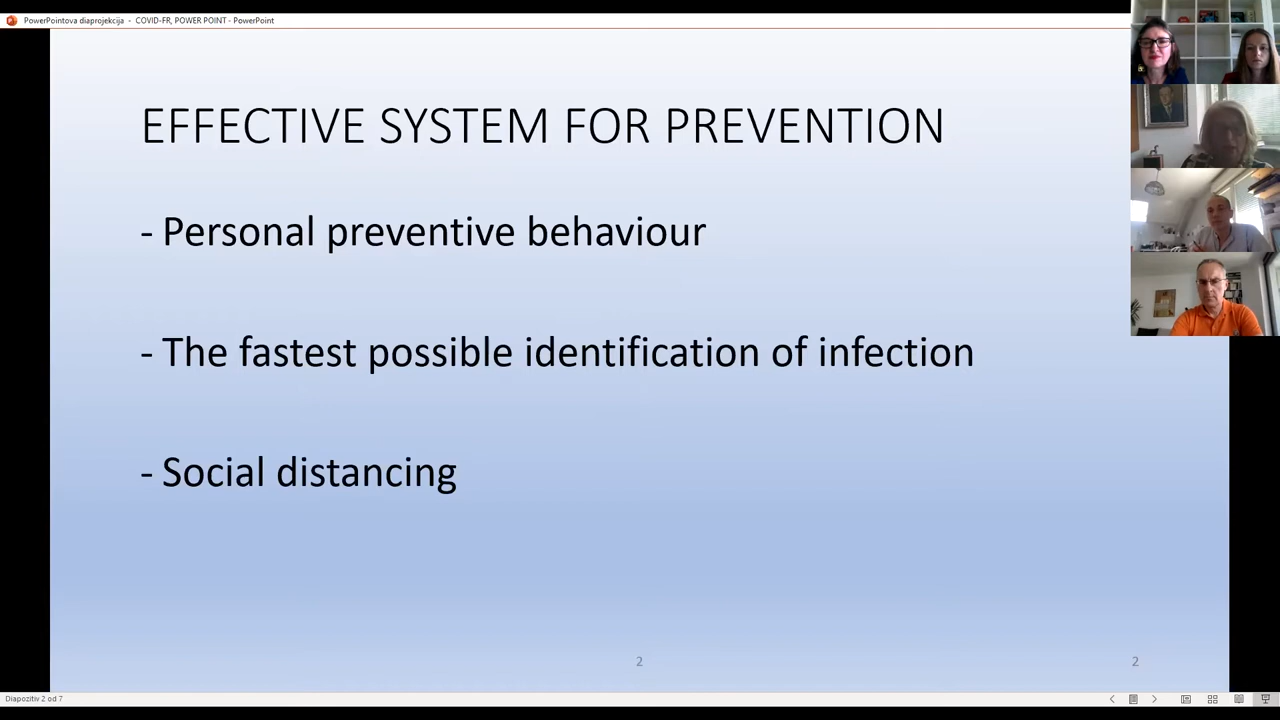 PowerPointova diaprojekcija - COVID-FR, POWER POINT - PowerPoint
EFFECTIVE SYSTEM FOR PREVENTION
- Personal preventive behaviour
- The fastest possible identification of infection
- Social distancing
2
2
Diapozitiv 2 od 7